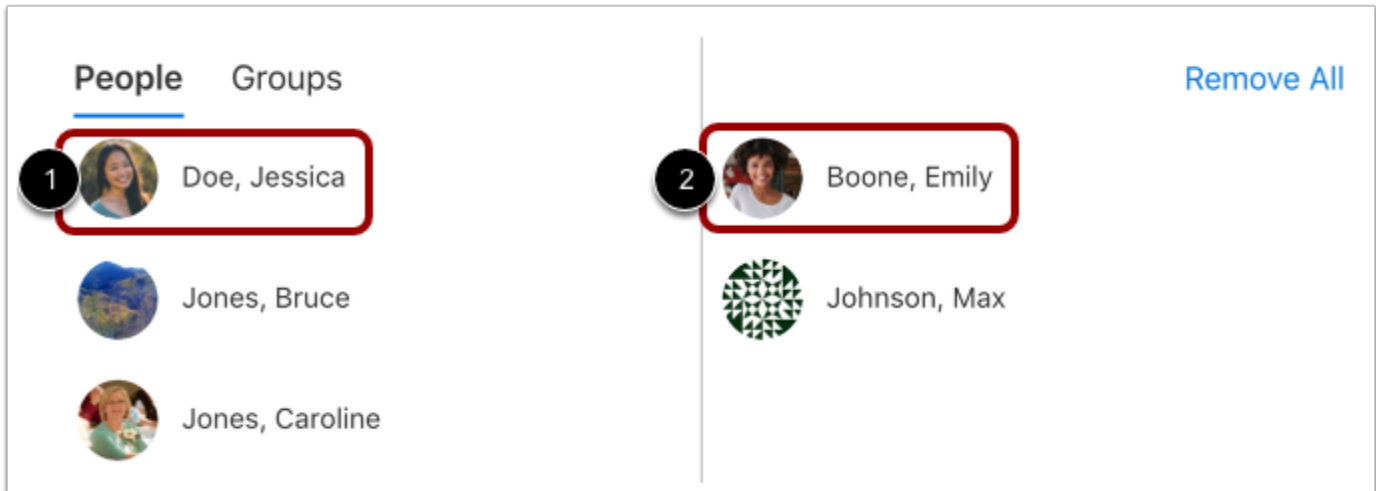 People Groups
Remove All
1 Doe, Jessica
2 Boone, Emily
Jones, Bruce
Johnson, Max
Jones, Caroline